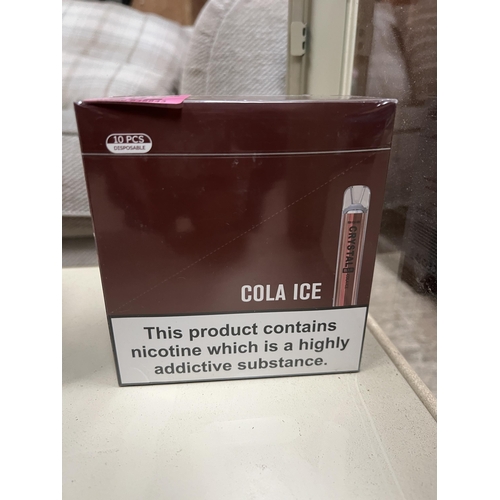 10 PCS
DISPOSABLE
CRYSTAL
COLA ICE
This product contains
nicotine which is a highly
addictive substance.